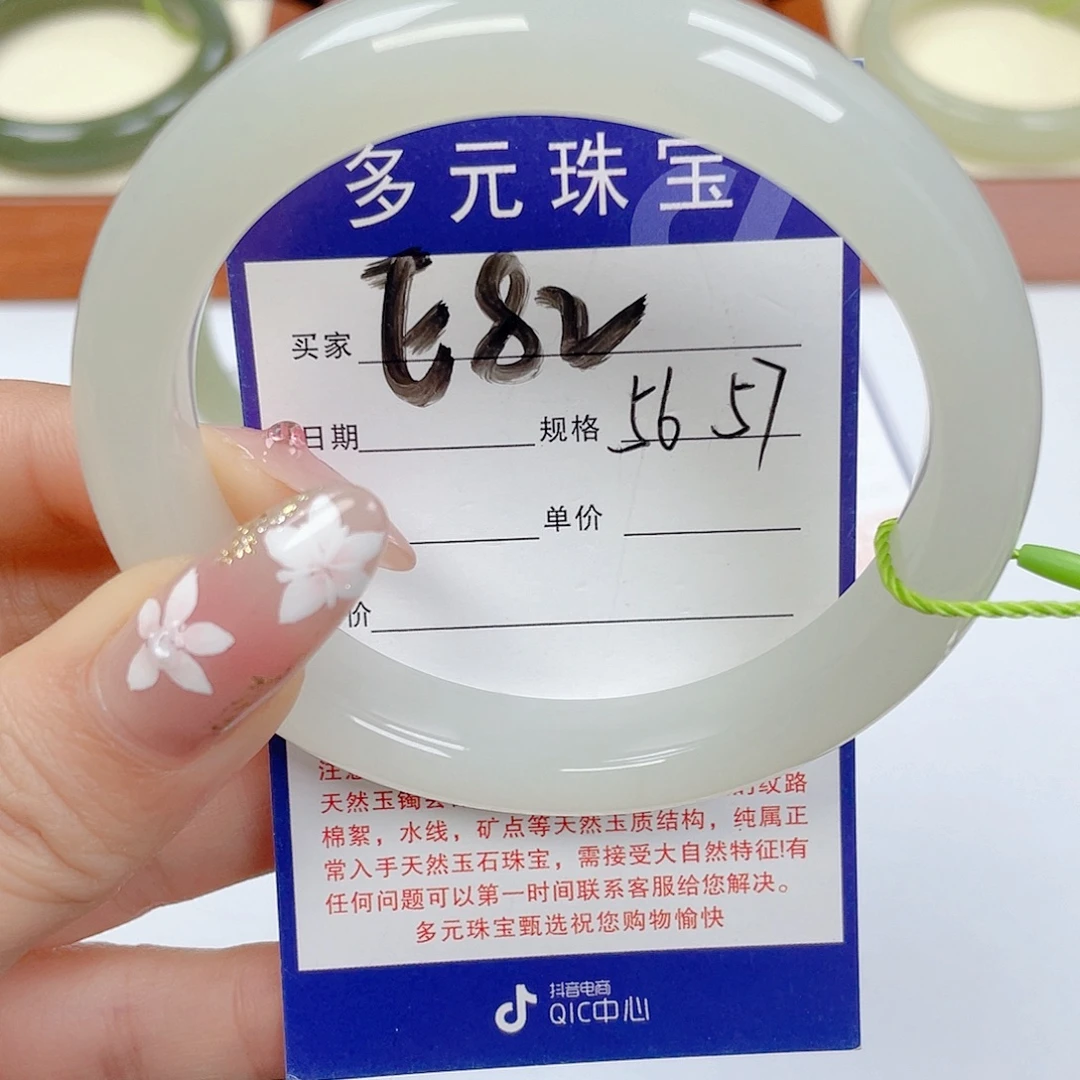 多元珠宝
买家 E82
日期 规格 56 57
单价
价
天然玉镯会 的纹路
棉絮，水线，矿点等天然玉质结构，纯属正
常入手天然玉石珠宝，需接受大自然特征!有
任何问题可以第一时间联系客服给您解决。
多元珠宝甄选祝您购物愉快
抖音电商
QIC中心